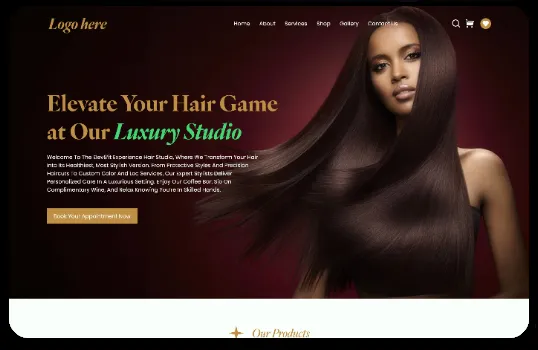 Logo here
Home About Services Shop Gallery Contact Us
Elevate Your Hair Game
at Our Luxury Studio
Welcome To The Experience Hair Studio, Where We Transform Your Hair
Into Its Healthiest, Most Stylish Version. From Protective Styles And Precision
Haircuts To Custom Color And Loc Services, Our Expert Stylists Deliver
Personalized Care In A Luxurious Setting. Enjoy Our Coffee Bar, Sip On
Complimentary Wine, And Relax Knowing You're In Skilled Hands.
Book Your Appointment Now
Our Products